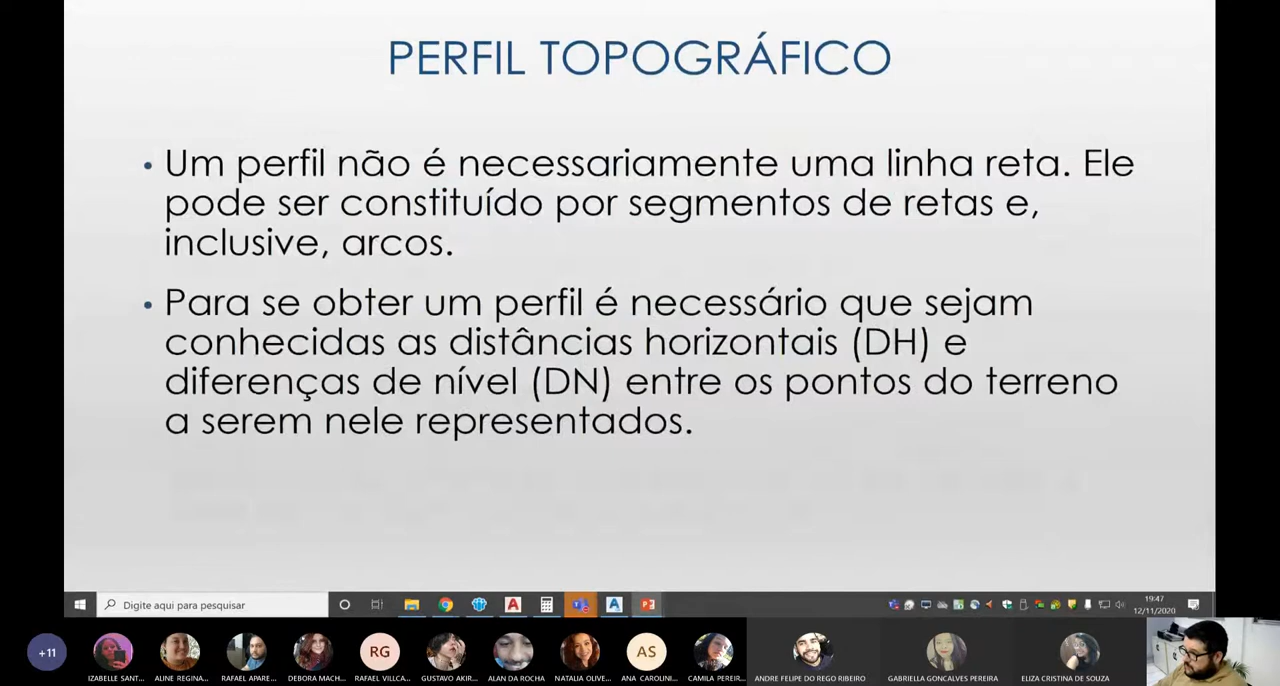 PERFIL TOPOGRÁFICO
• Um perfil não é necessariamente uma linha reta. Ele
pode ser constituído por segmentos de retas e,
inclusive, arcos.
• Para se obter um perfil é necessário que sejam
conhecidas as distâncias horizontais (DH) e
diferenças de nível (DN) entre os pontos do terreno
a serem nele representados.
Digite aqui para pesquisar
19:47
12/11/2020
+11
RG
AS
IZABELLE SANT...
ALINE REGINA...
RAFAEL APARE...
DEBORA MACH...
RAFAEL VILLCA...
GUSTAVO AKIR...
ALAN DA ROCHA
NATALIA OLIVE...
ANA CAROLINI...
CAMILA PEREIR...
ANDRE FELIPE DO REGO RIBEIRO
GABRIELLA GONCALVES PEREIRA
ELIZA CRISTINA DE SOUZA